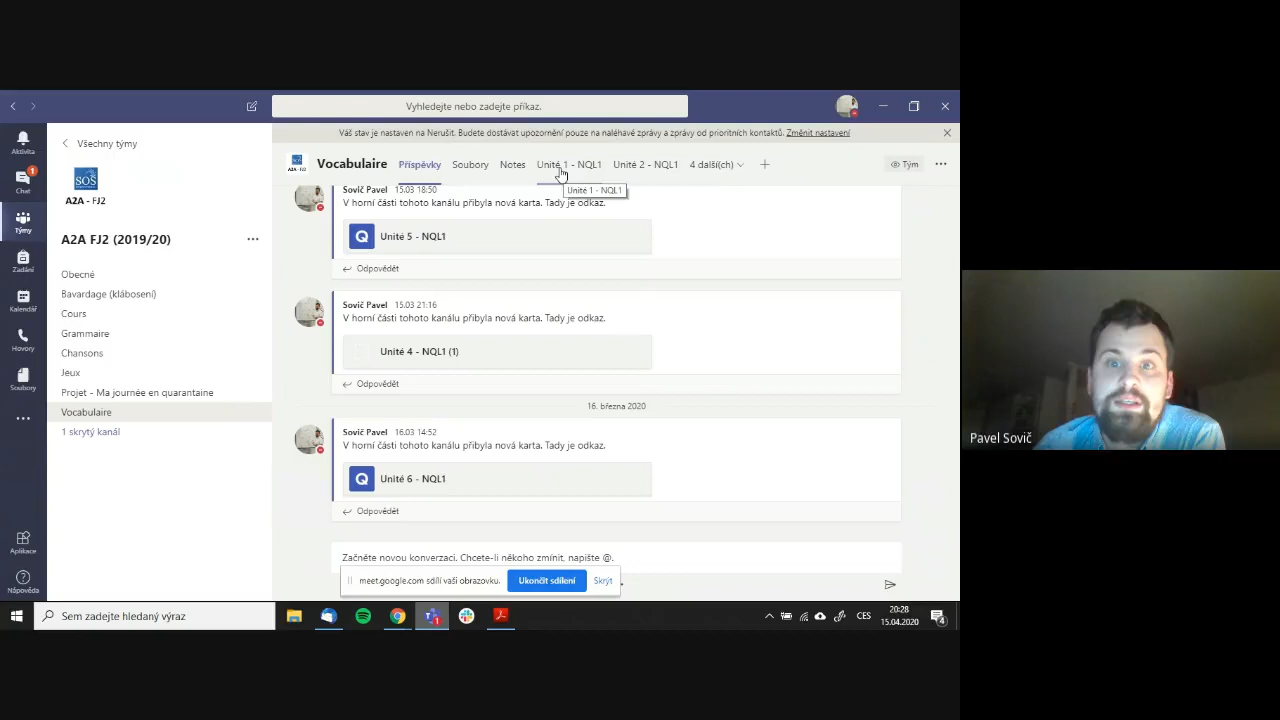 Vyhledejte nebo zadejte příkaz.
Váš stav je nastaven na Nerušit. Budete dostávat upozornění pouze na naléhavé zprávy a zprávy od prioritních kontaktů. Změnit nastavení
Aktivita
Chat
1
Týmy
Zadání
Kalendář
Hovory
Soubory
Aplikace
Nápověda
Všechny týmy
SOŠ
A2A - FJ2
A2A - FJ2
A2A FJ2 (2019/20)
Obecné
Bavardage (klábosení)
Cours
Grammaire
Chansons
Jeux
Projet - Ma journée en quarantaine
Vocabulaire
1 skrytý kanál
Vocabulaire Příspěvky Soubory Notes Unité 1 - NQL1 Unité 2 - NQL1 4 další(ch) Tým
Unité 1 - NQL1
Sovič Pavel 15.03 18:50
V horní části tohoto kanálu přibyla nová karta. Tady je odkaz.
Q Unité 5 - NQL1
Odpovědět
Sovič Pavel 15.03 21:16
V horní části tohoto kanálu přibyla nová karta. Tady je odkaz.
Unité 4 - NQL1 (1)
Odpovědět
16. března 2020
Sovič Pavel 16.03 14:52
V horní části tohoto kanálu přibyla nová karta. Tady je odkaz.
Q Unité 6 - NQL1
Odpovědět
Začněte novou konverzaci. Chcete-li někoho zmínit, napište @.
meet.google.com sdílí vaši obrazovku. Ukončit sdílení Skrýt
Sem zadejte hledaný výraz
1
CES
20:28
15.04.2020
4
Pavel Sovič